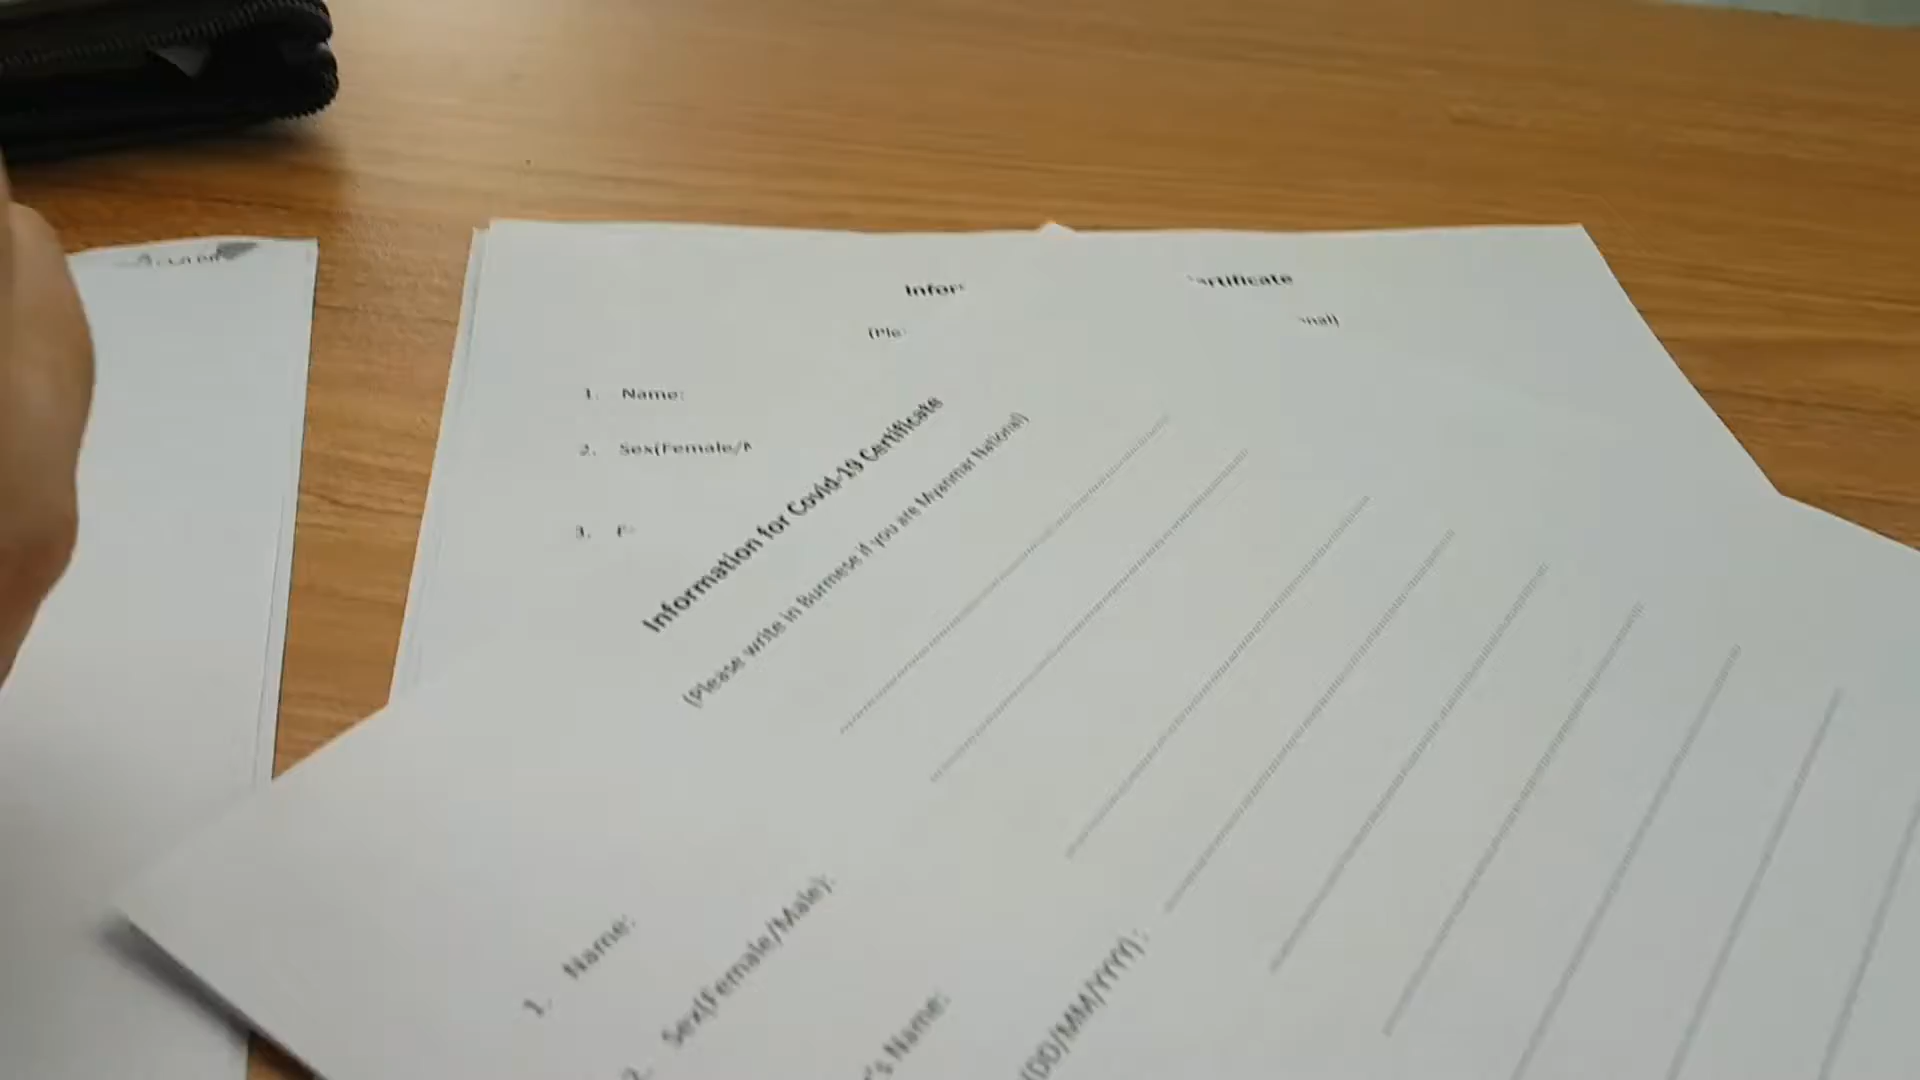 Information for Covid-19 Certificate
(Please write in Burmese if you are Myanmar National)
1. Name:
2. Sex(Female/Male):
's Name:
(DD/MM/YYYY):
Infor
ertificate
(Ple
onal)
1. Name:
2. Sex(Female/M
3. F